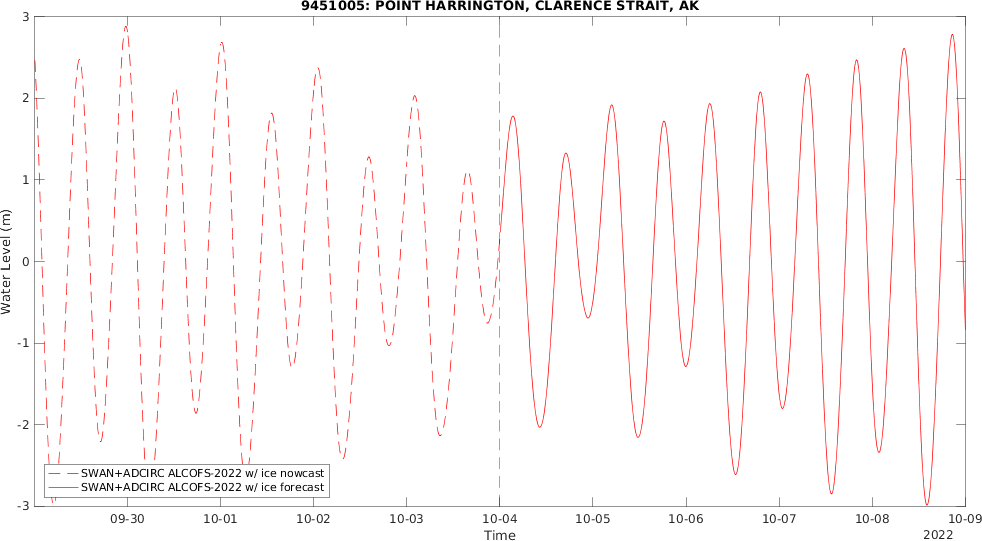 9451005: POINT HARRINGTON, CLARENCE STRAIT, AK
3
2
1
0
-1
-2
-3
Water Level (m)
SWAN+ADCIRC ALCOFS-2022 w/ ice nowcast
SWAN+ADCIRC ALCOFS-2022 w/ ice forecast
09-30 10-01 10-02 10-03 10-04 10-05 10-06 10-07 10-08 10-09
Time
2022